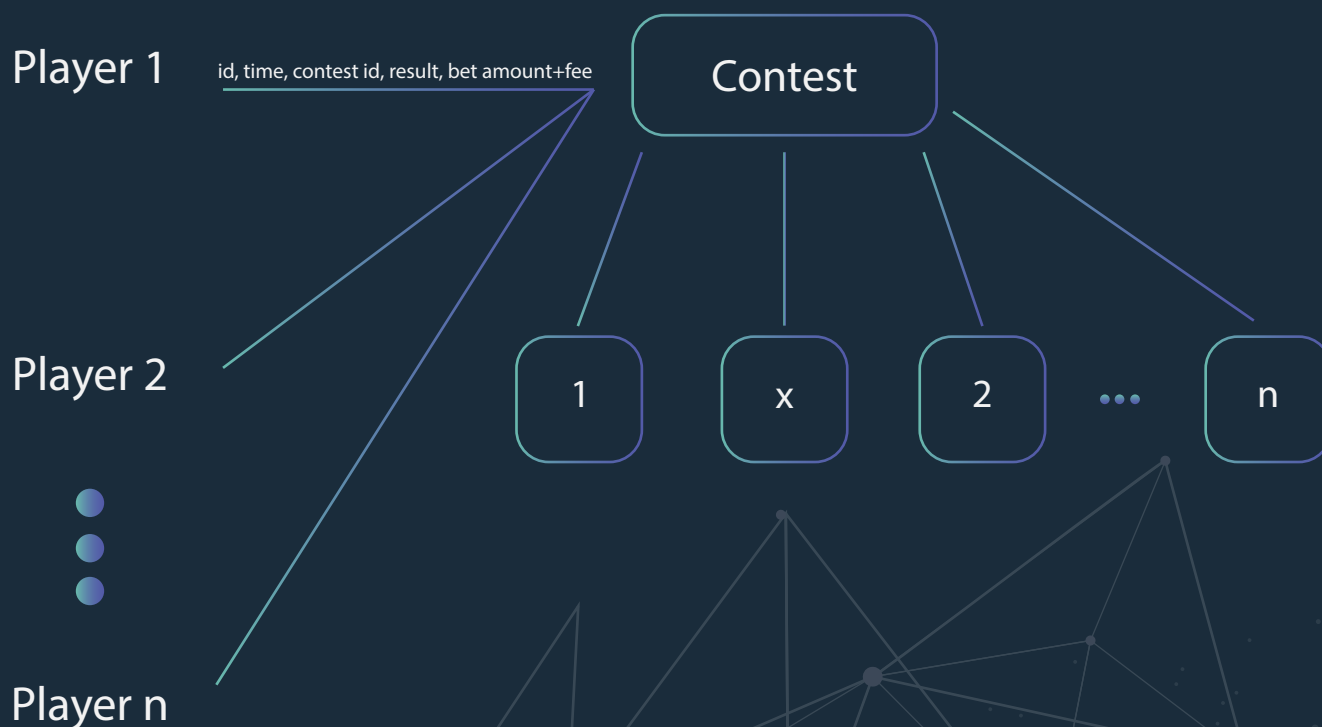 Player 1
id, time, contest id, result, bet amount+fee
Contest
Player 2
1
x
2
n
Player n